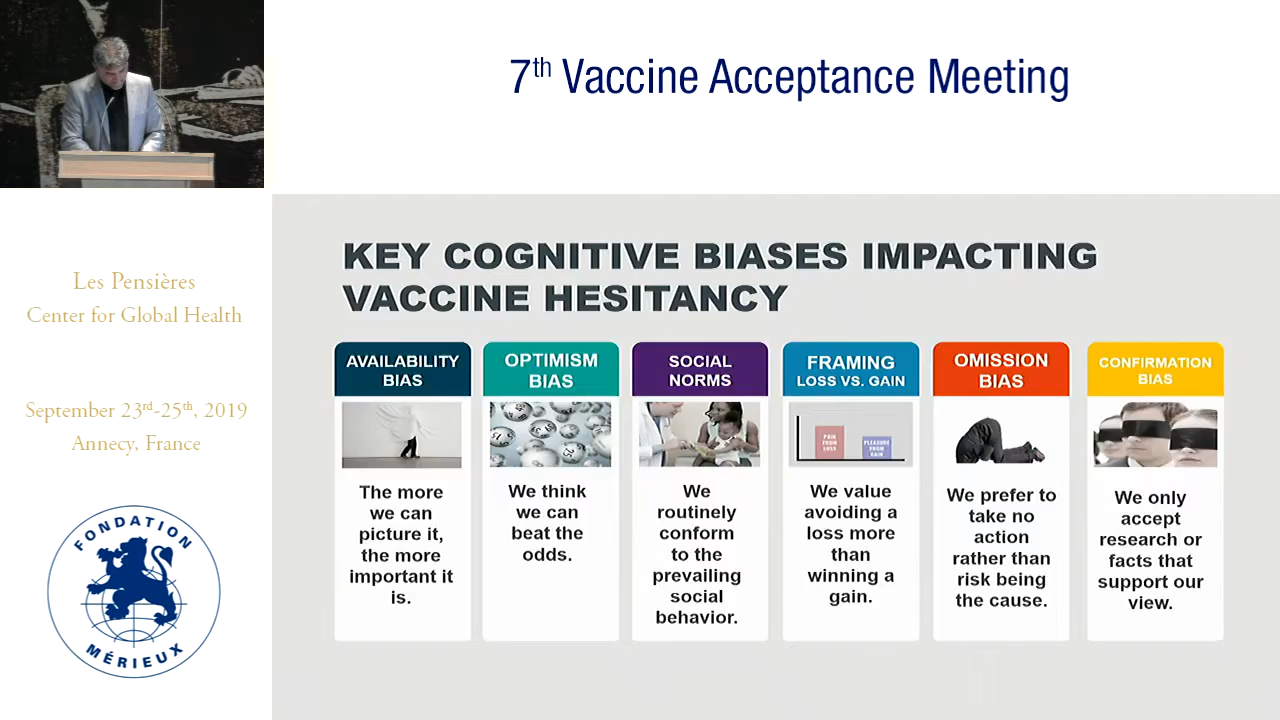 7th Vaccine Acceptance Meeting
Les Pensières
Center for Global Health
September 23rd-25th, 2019
Annecy, France
FONDATION
MÉRIEUX
KEY COGNITIVE BIASES IMPACTING
VACCINE HESITANCY
AVAILABILITY
BIAS
The more
we can
picture it,
the more
important it
is.
OPTIMISM
BIAS
We think
we can
beat the
odds.
SOCIAL
NORMS
We
routinely
conform
to the
prevailing
social
behavior.
FRAMING
LOSS VS. GAIN
PAIN
FROM
LOSS
PLEASURE
FROM
GAIN
We value
avoiding a
loss more
than
winning a
gain.
OMISSION
BIAS
We prefer to
take no
action
rather than
risk being
the cause.
CONFIRMATION
BIAS
We only
accept
research or
facts that
support our
view.